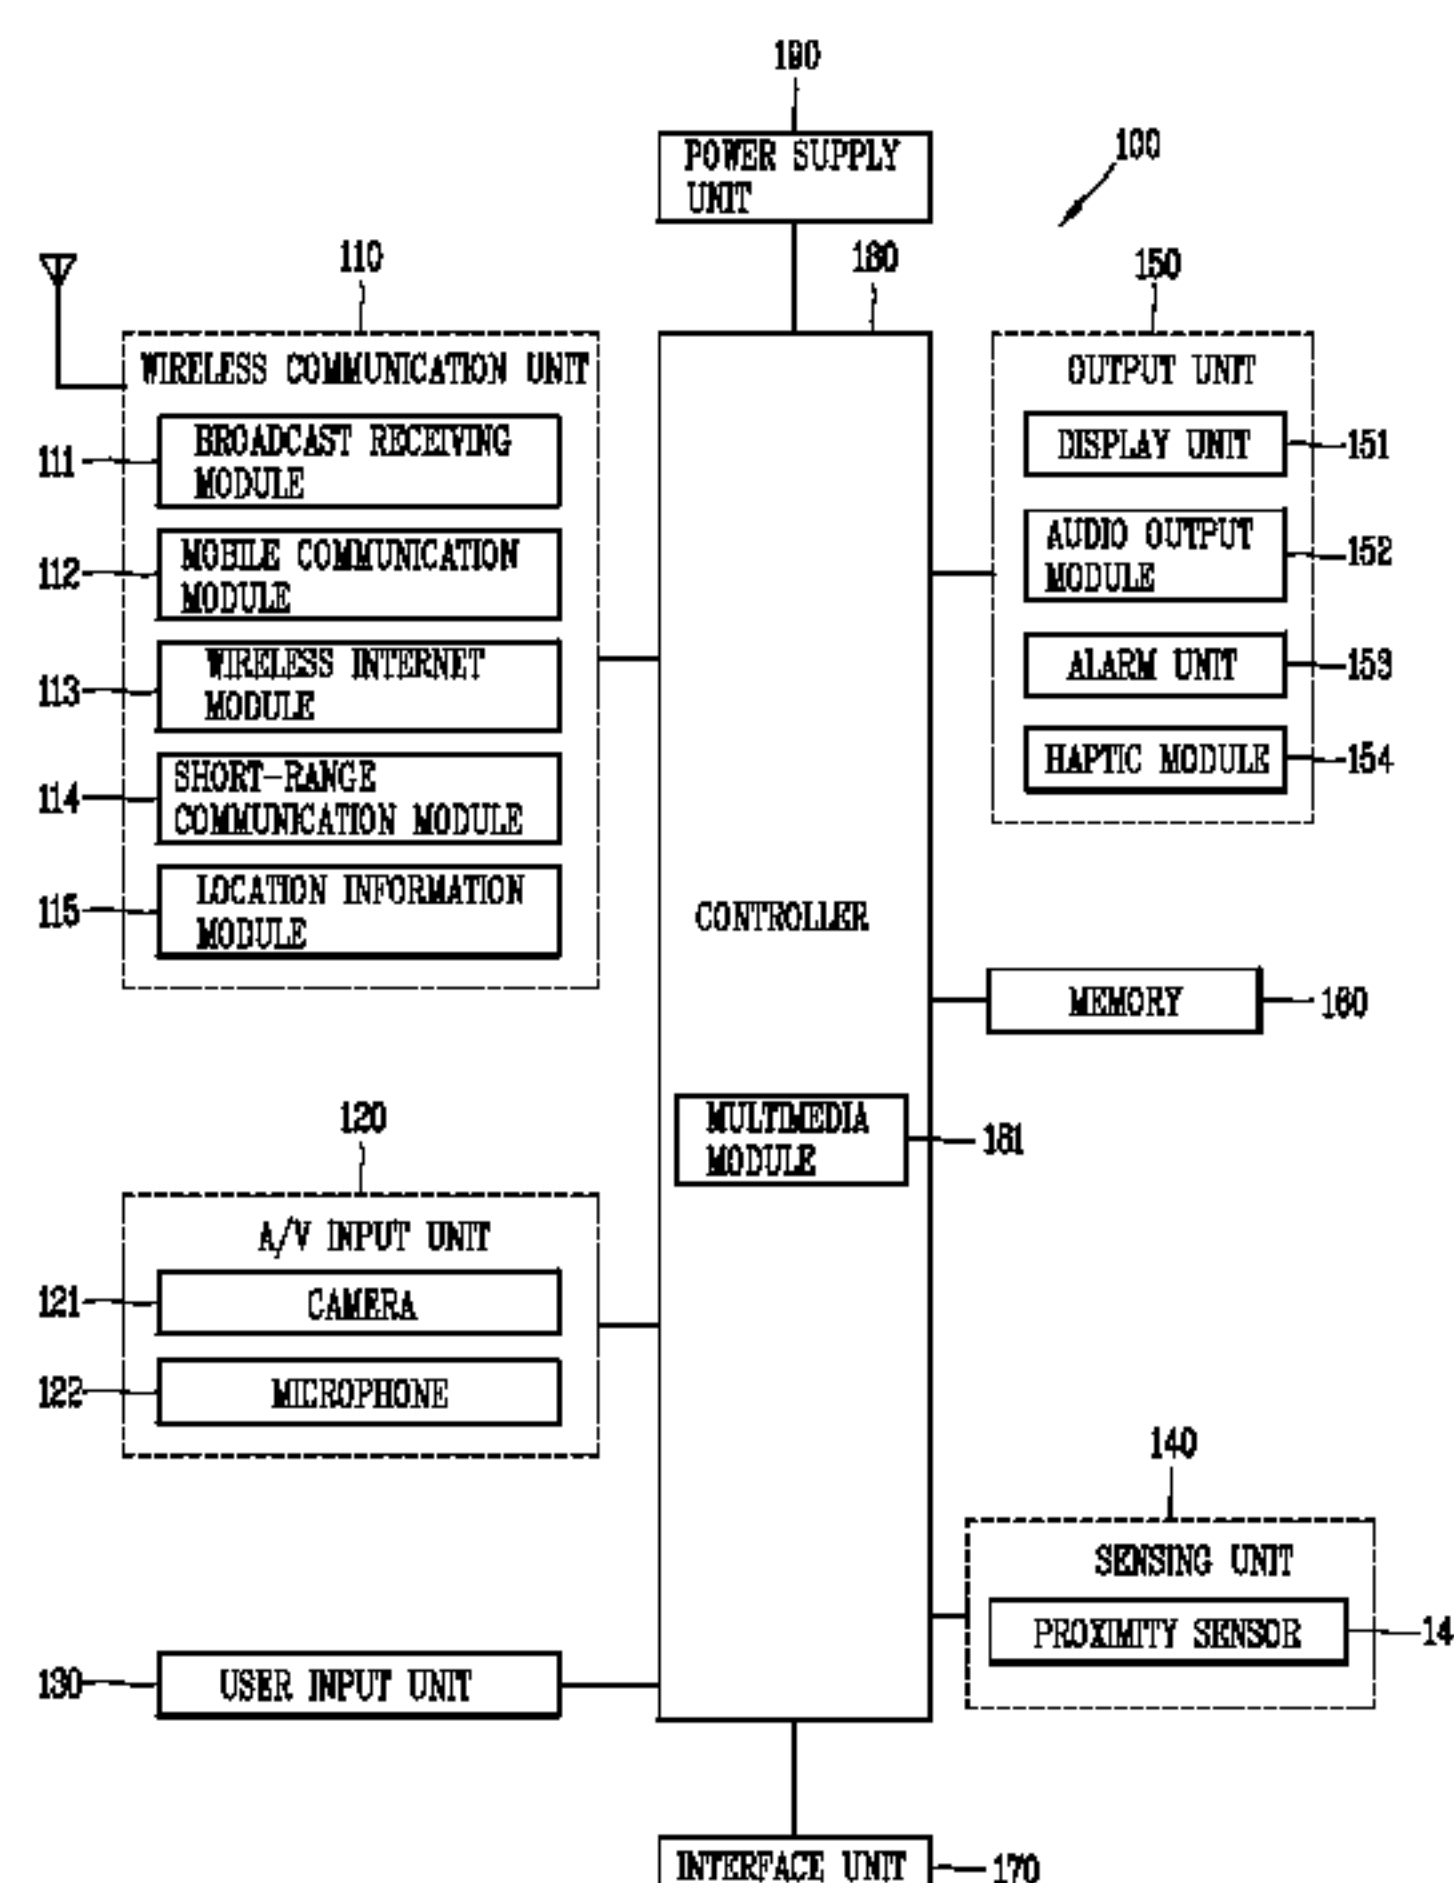 190
POWER SUPPLY
UNIT
100
110
180
150
WIRELESS COMMUNICATION UNIT
111
BROADCAST RECEIVING
MODULE
112
MOBILE COMMUNICATION
MODULE
113
WIRELESS INTERNET
MODULE
114
SHORT-RANGE
COMMUNICATION MODULE
115
LOCATION INFORMATION
MODULE
OUTPUT UNIT
DISPLAY UNIT
151
AUDIO OUTPUT
MODULE
152
ALARM UNIT
153
HAPTIC MODULE
154
CONTROLLER
MEMORY
160
MULTIMEDIA
MODULE
181
120
A/V INPUT UNIT
121
CAMERA
122
MICROPHONE
140
SENSING UNIT
PROXIMITY SENSOR
14
130
USER INPUT UNIT
INTERFACE UNIT
170